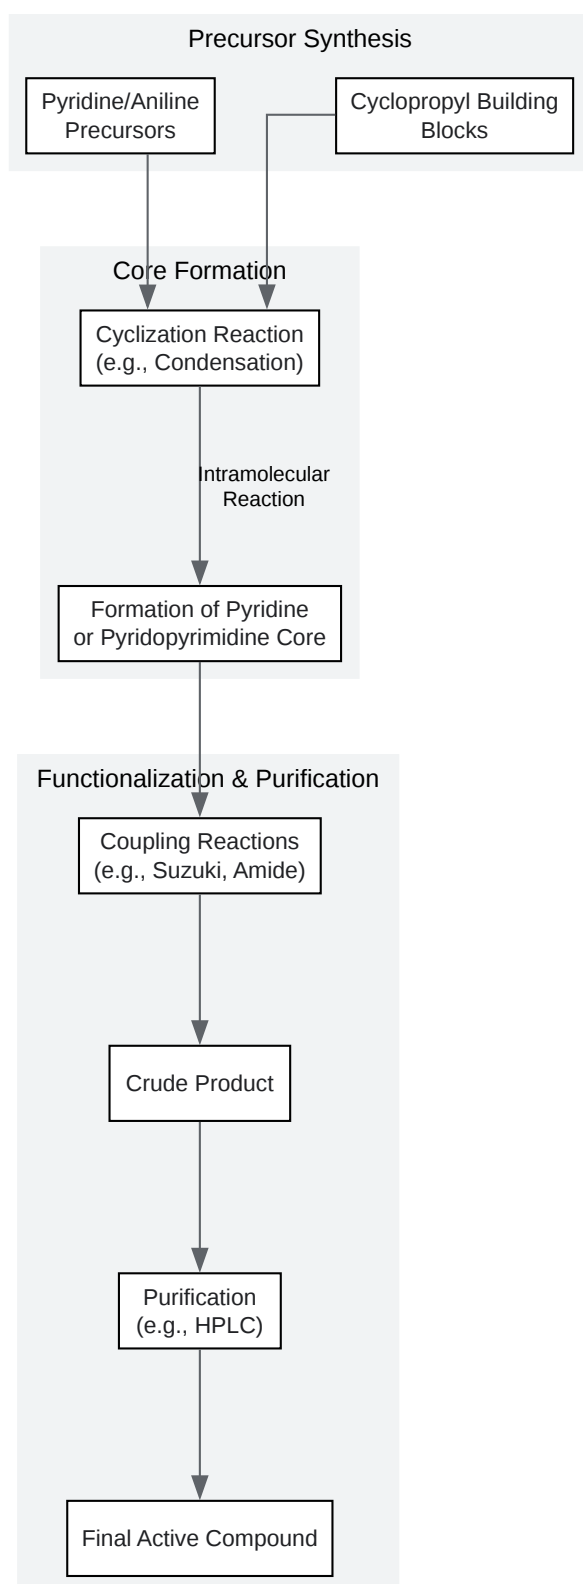 Precursor Synthesis
Pyridine/Aniline
Precursors
Cyclopropyl Building
Blocks
Core Formation
Cyclization Reaction
(e.g., Condensation)
Intramolecular
Reaction
Formation of Pyridine
or Pyridopyrimidine Core
Functionalization & Purification
Coupling Reactions
(e.g., Suzuki, Amide)
Crude Product
Purification
(e.g., HPLC)
Final Active Compound